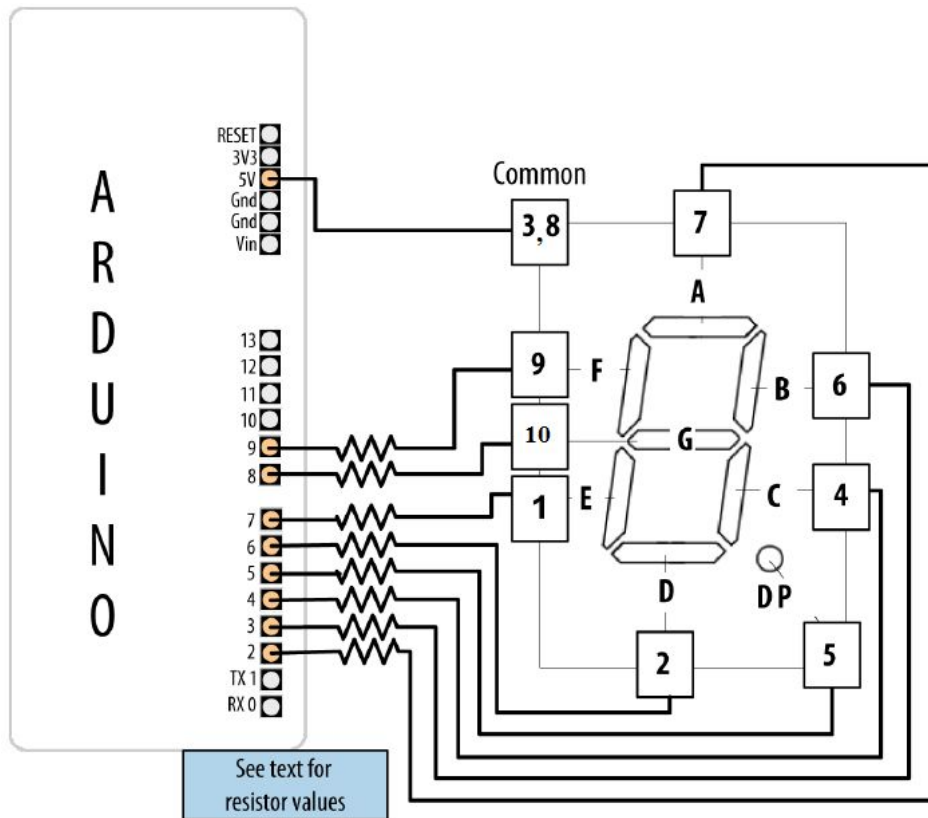 ARDUINO
RESET
3V3
5V
Gnd
Gnd
Vin
13
12
11
10
9
8
7
6
5
4
3
2
TX 1
RX 0
Common
3,8
7
A
9
F
B
6
10
G
1
E
C
4
D
DP
2
5
See text for
resistor values